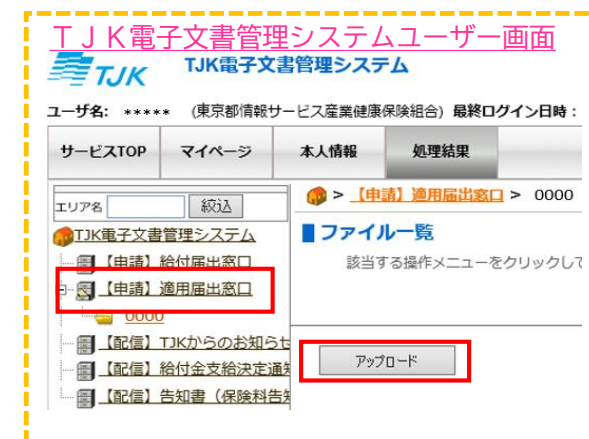 ＴＪＫ電子文書管理システムユーザー画面
TJK TJK電子文書管理システム
ユーザ名: ***** (東京都情報サービス産業健康保険組合) 最終ログイン日時：
サービスTOP マイページ 本人情報 処理結果
エリア名 絞込
TJK電子文書管理システム
【申請】給付届出窓口
【申請】適用届出窓口
0000
【配信】TJKからのお知らせ
【配信】給付金支給決定通知
【配信】告知書（保険料告知
> 【申請】適用届出窓口 > 0000
ファイル一覧
該当する操作メニューをクリックして
アップロード